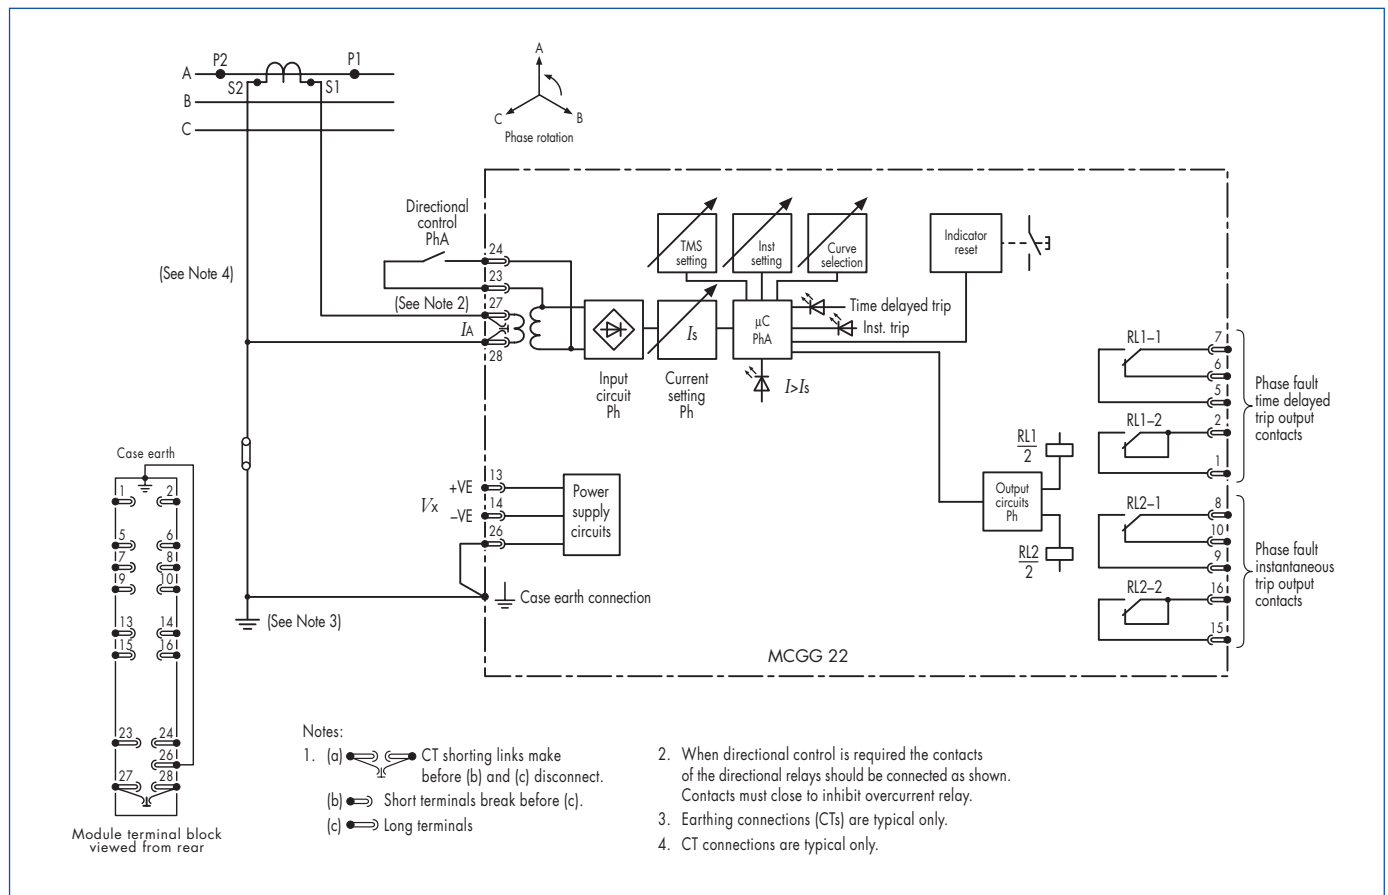 P2
P1
A
S2
S1
B
C
A
C
B
Phase rotation
Directional
control
PhA
(See Note 4)
24
23
(See Note 2)
27
IA
28
TMS
setting
Inst
setting
Curve
selection
Indicator
reset
Is
µC
PhA
Time delayed trip
Inst. trip
I>Is
Input
circuit
Ph
Current
setting
Ph
RL1–1
7
6
5
RL1–2
2
1
Phase fault
time delayed
trip output
contacts
RL1
2
Output
circuits
Ph
RL2
2
RL2–1
8
10
9
RL2–2
16
15
Phase fault
instantaneous
trip output
contacts
13
+VE
Vx
14
–VE
26
Power
supply
circuits
Case earth connection
(See Note 3)
MCGG 22
Case earth
1 2
5 6
7 8
9 10
13 14
15 16
23 24
26
27 28
Module terminal block
viewed from rear
Notes:
1. (a) CT shorting links make
before (b) and (c) disconnect.
(b) Short terminals break before (c).
(c) Long terminals
2. When directional control is required the contacts
of the directional relays should be connected as shown.
Contacts must close to inhibit overcurrent relay.
3. Earthing connections (CTs) are typical only.
4. CT connections are typical only.